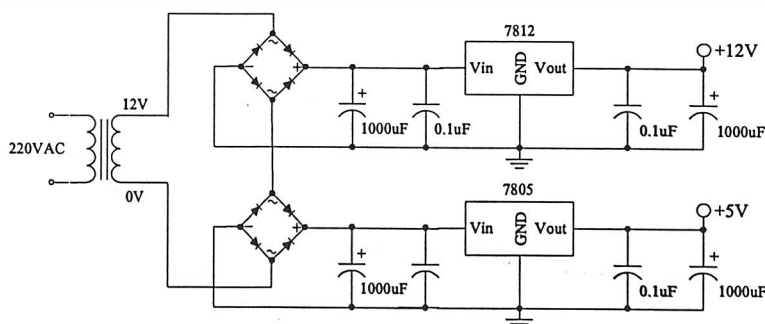 7812
+12V
12V
~
-
+
Vin
GND
Vout
+
+
1000uF
0.1uF
0.1uF
1000uF
~
220VAC
0V
7805
+5V
~
-
+
Vin
GND
Vout
+
+
1000uF
0.1uF
1000uF
~